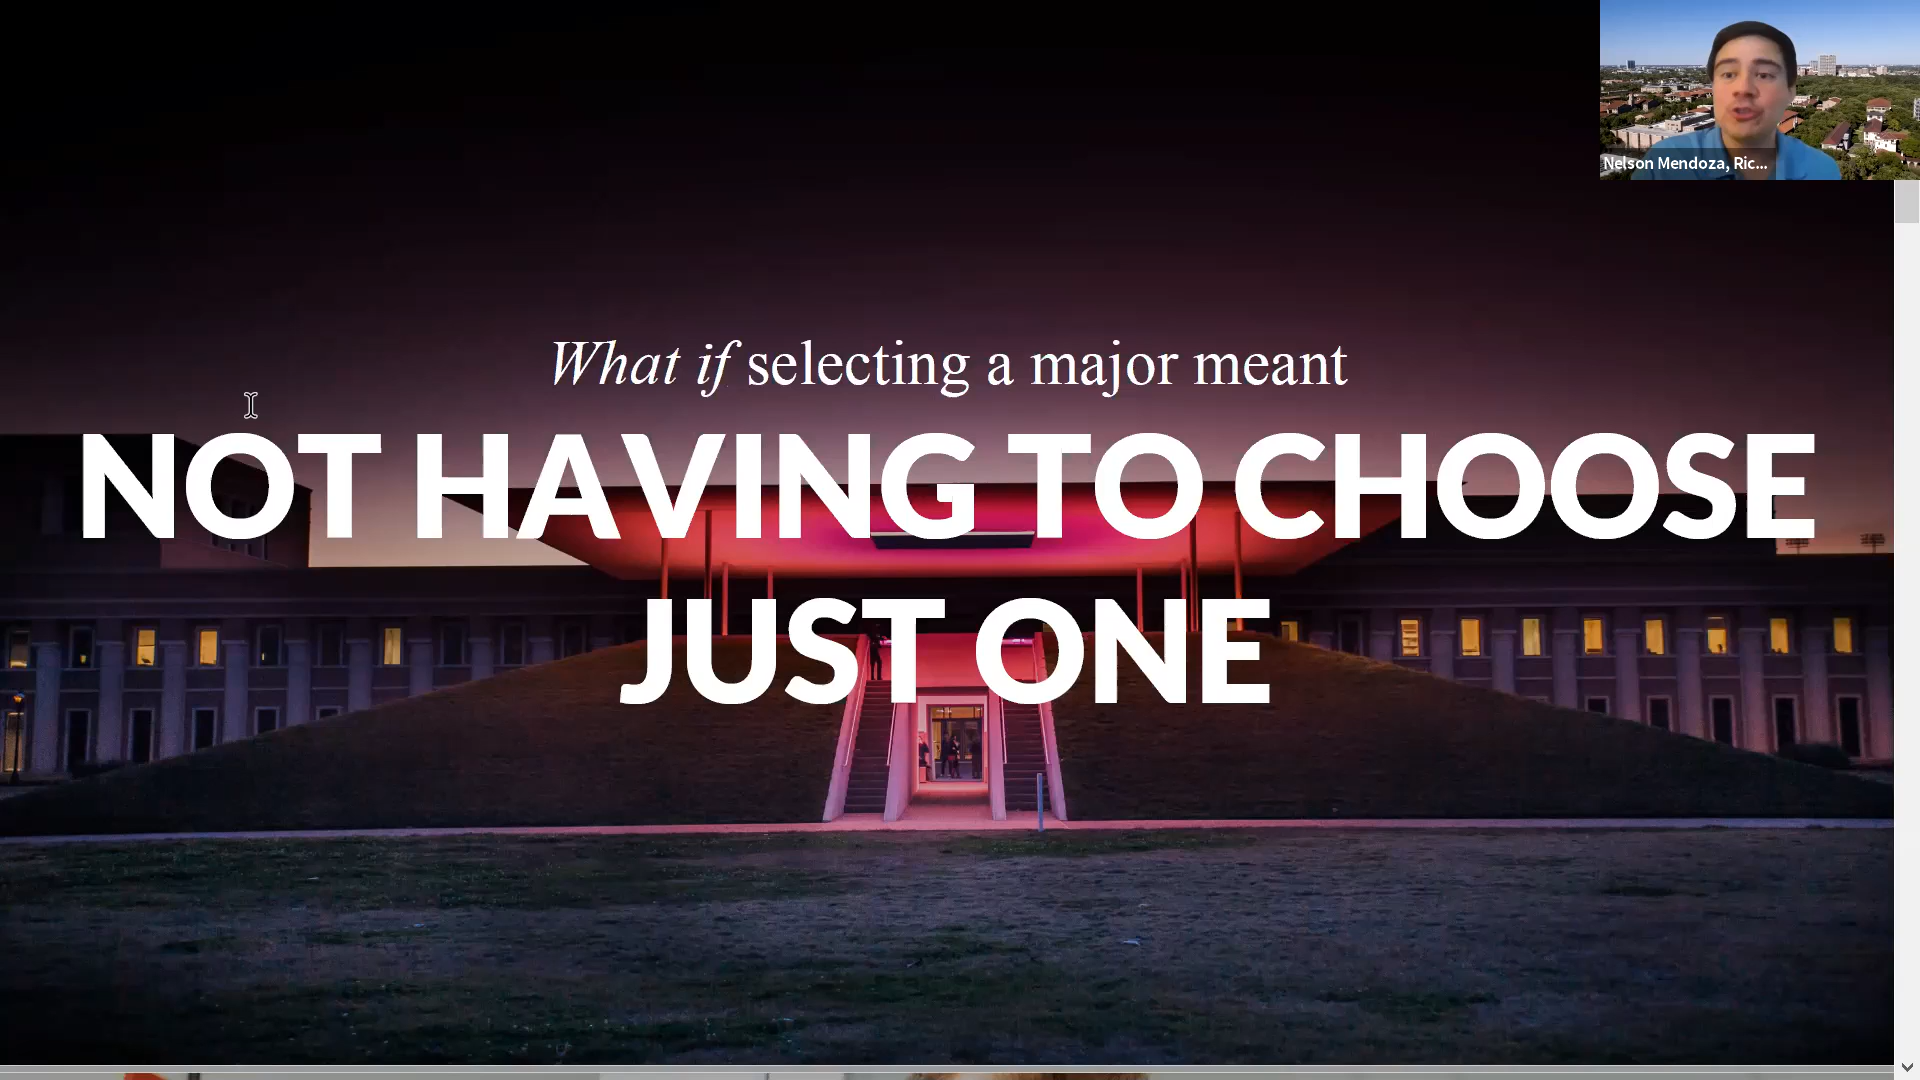 Nelson Mendoza, Ric...
What if selecting a major meant
NOT HAVING TO CHOOSE
JUST ONE